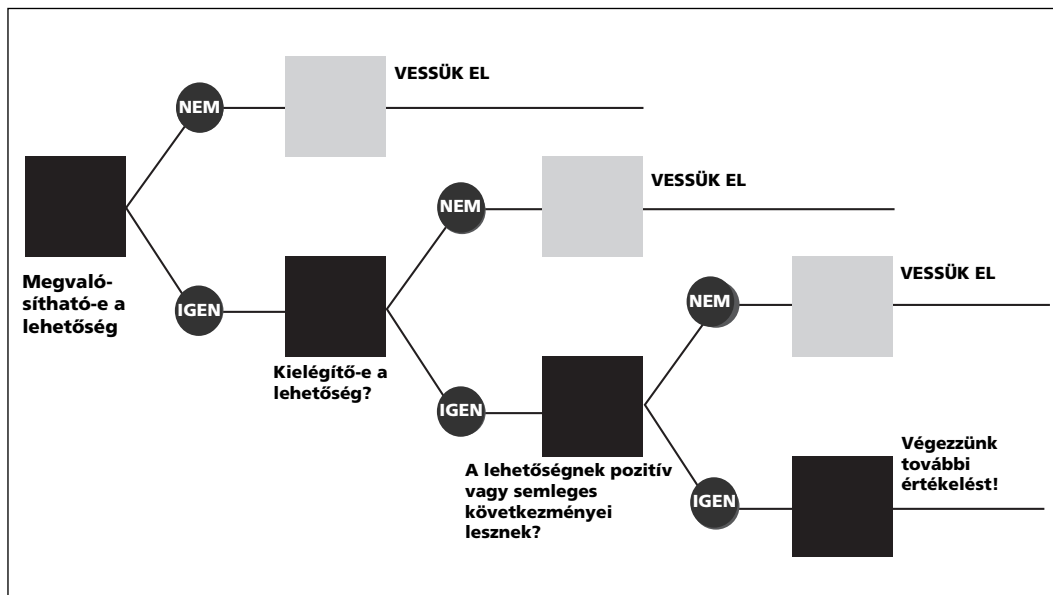 VESSÜK EL
NEM
Megvaló-
sítható-e a
lehetőség
VESSÜK EL
NEM
IGEN
Kielégítő-e a
lehetőség?
VESSÜK EL
NEM
IGEN
A lehetőségnek pozitív
vagy semleges
következményei
lesznek?
Végezzünk
további
értékelést!
IGEN